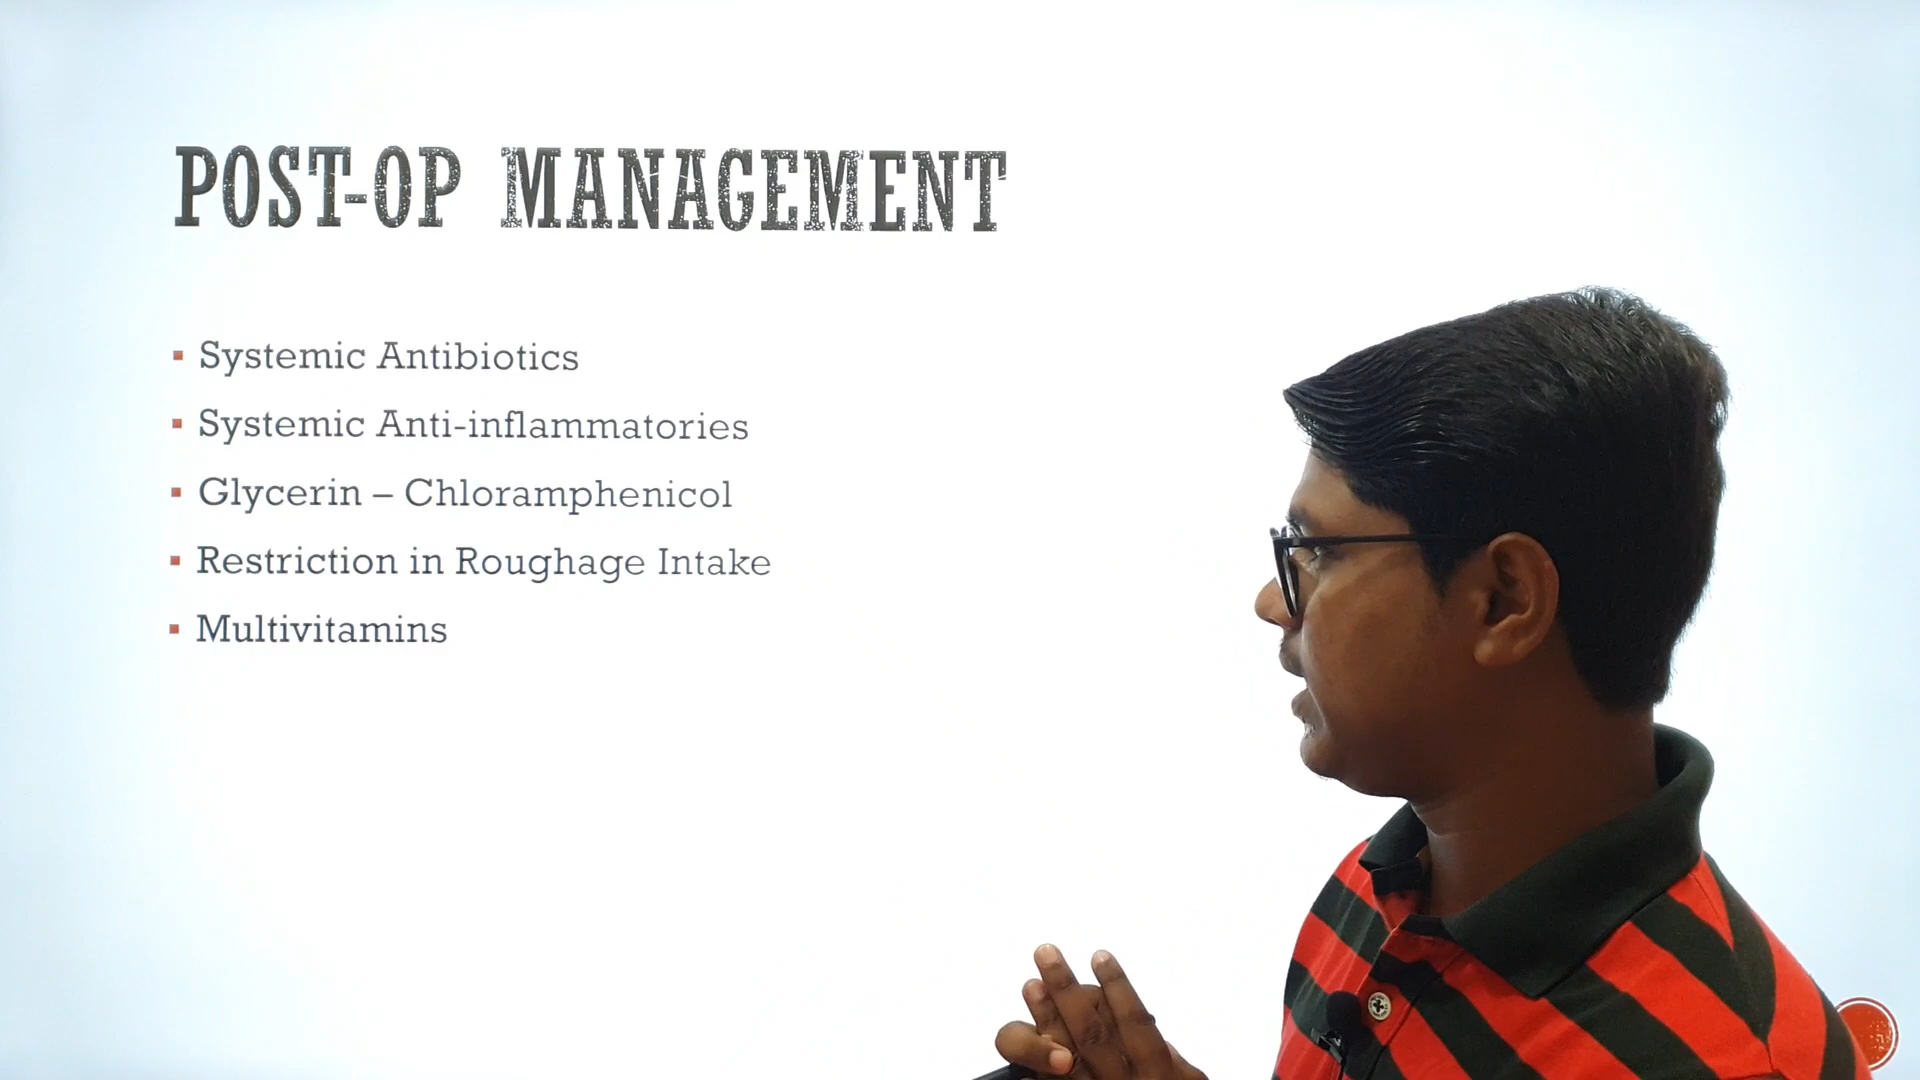 POST-OP MANAGEMENT
Systemic Antibiotics
Systemic Anti-inflammatories
Glycerin – Chloramphenicol
Restriction in Roughage Intake
Multivitamins